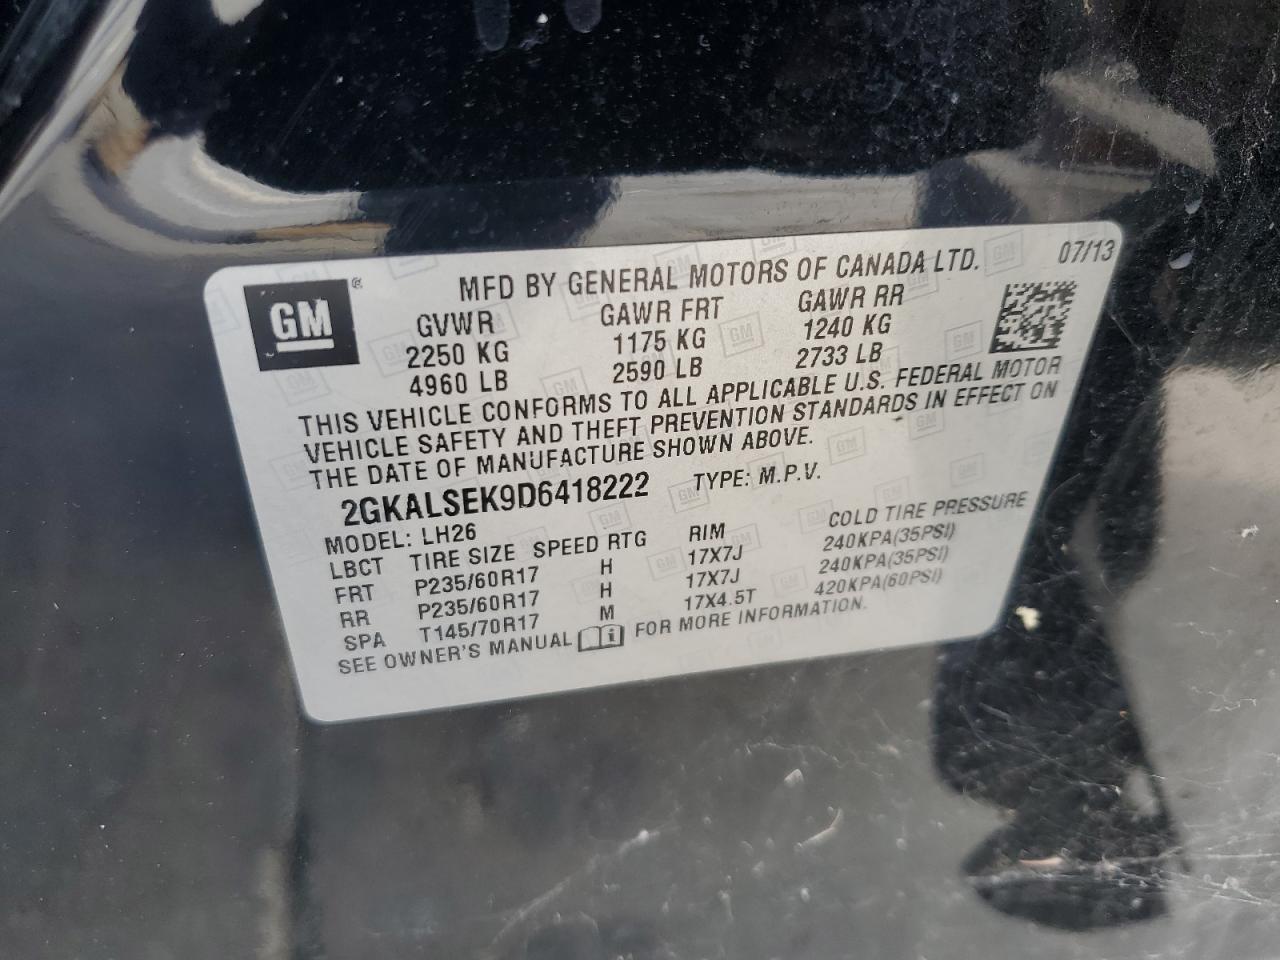 MFD BY GENERAL MOTORS OF CANADA LTD. 07/13
GM ®
GVWR GAWR FRT GAWR RR
2250 KG 1175 KG 1240 KG
4960 LB 2590 LB 2733 LB
THIS VEHICLE CONFORMS TO ALL APPLICABLE U.S. FEDERAL MOTOR
VEHICLE SAFETY AND THEFT PREVENTION STANDARDS IN EFFECT ON
THE DATE OF MANUFACTURE SHOWN ABOVE.
2GKALSEK9D6418222 TYPE: M.P.V.
MODEL: LH26
LBCT TIRE SIZE SPEED RTG RIM COLD TIRE PRESSURE
FRT P235/60R17 H 17X7J 240KPA(35PSI)
RR P235/60R17 H 17X7J 240KPA(35PSI)
SPA T145/70R17 M 17X4.5T 420KPA(60PSI)
SEE OWNER'S MANUAL i FOR MORE INFORMATION.